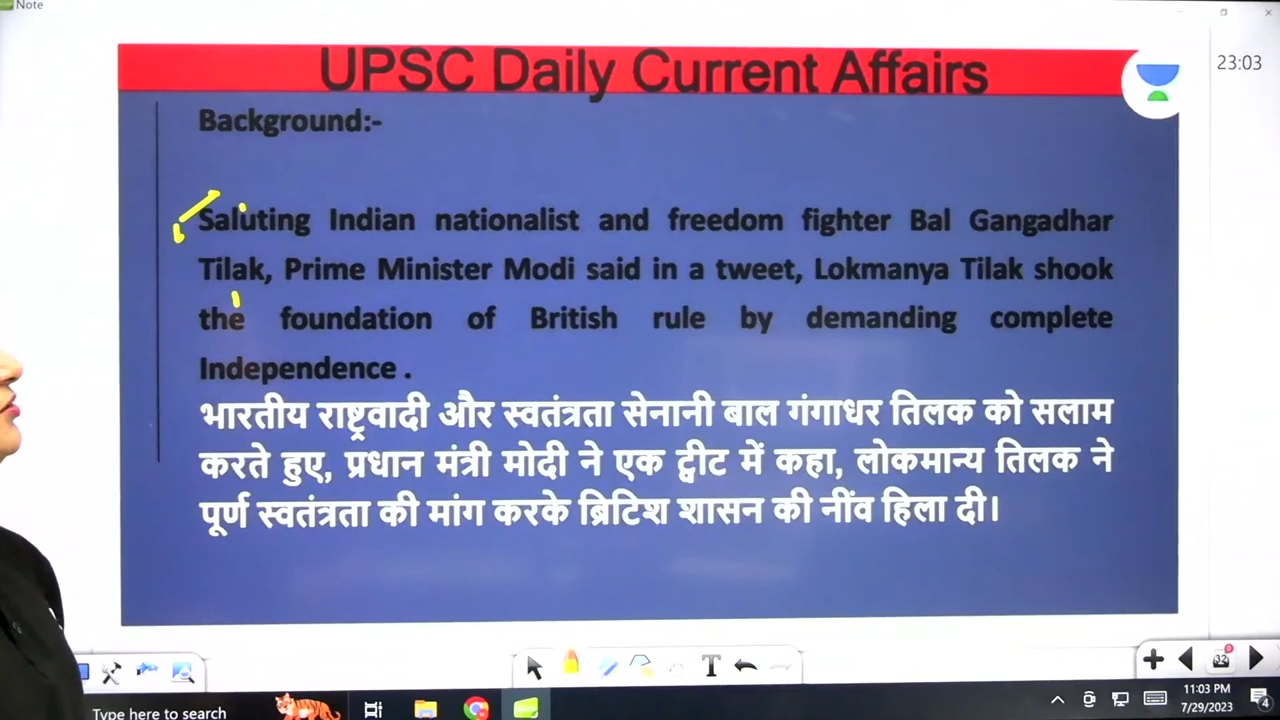 Note
UPSC Daily Current Affairs
23:03
Background:-
Saluting Indian nationalist and freedom fighter Bal Gangadhar
Tilak, Prime Minister Modi said in a tweet, Lokmanya Tilak shook
the foundation of British rule by demanding complete
Independence .
भारतीय राष्ट्रवादी और स्वतंत्रता सेनानी बाल गंगाधर तिलक को सलाम
करते हुए, प्रधान मंत्री मोदी ने एक ट्वीट में कहा, लोकमान्य तिलक ने
पूर्ण स्वतंत्रता की मांग करके ब्रिटिश शासन की नींव हिला दी।
T
32
8
Type here to search
11:03 PM
7/29/2023
4